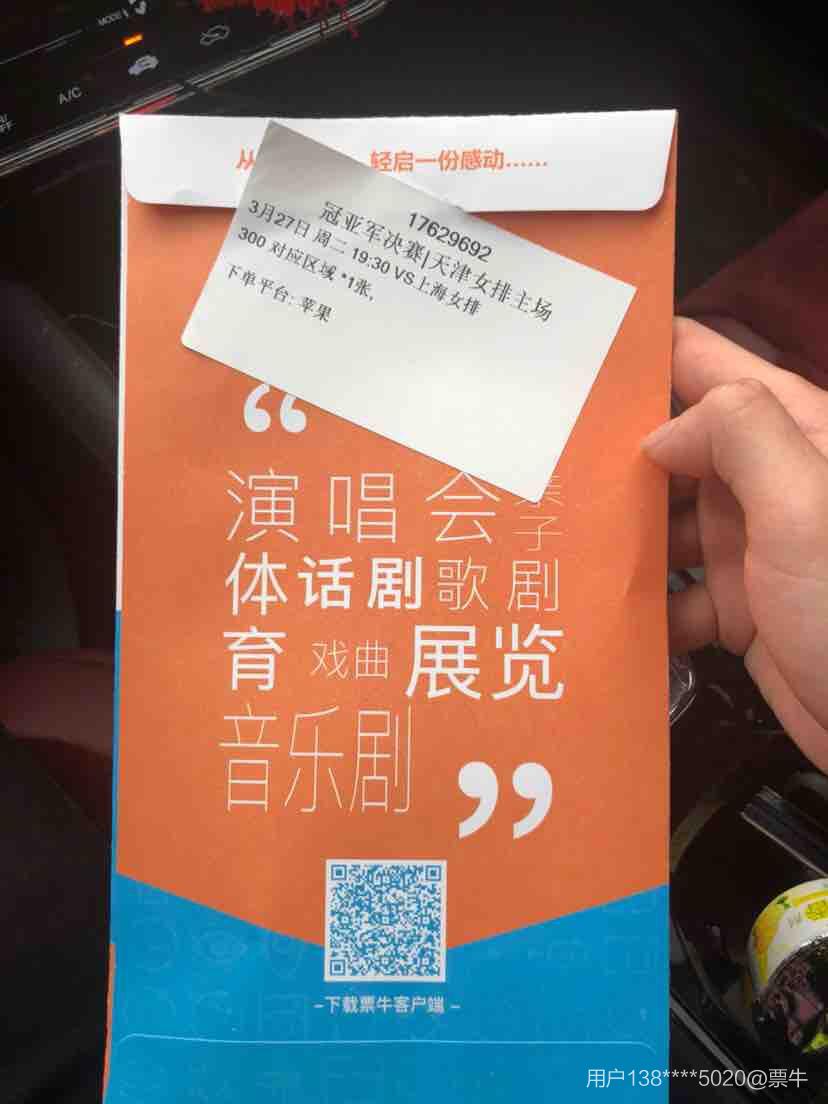 MODE
A/C
从 轻启一份感动……
17629692
冠亚军决赛|天津女排主场
3月27日 周二 19:30 VS上海女排
300 对应区域 *1张,
下单平台: 苹果
“
演唱会亲子
体育话剧歌剧
戏曲展览
音乐剧
”
–下载票牛客户端 –
用户138****5020@票牛